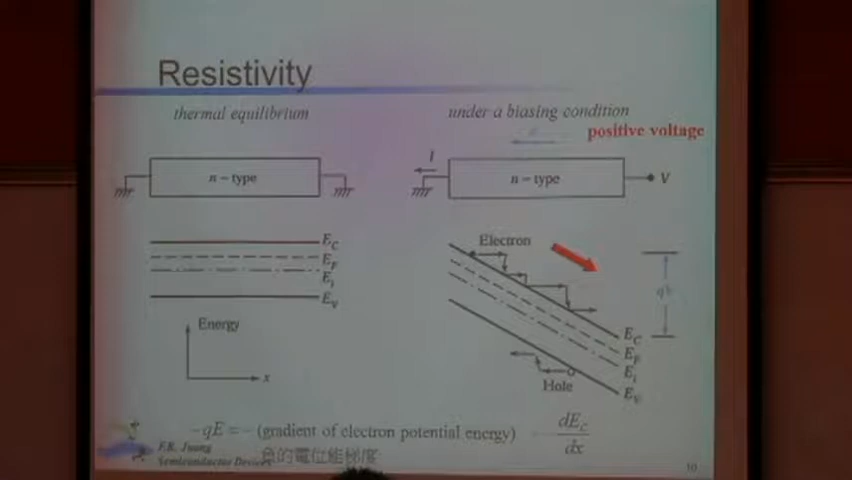 Resistivity
thermal equilibrium
under a biasing condition
positive voltage
n - type
I
n - type
V
E_C
E_F
E_i
E_V
Energy
x
Electron
qV
E_C
E_F
E_i
E_V
Hole
-qE = - (gradient of electron potential energy) = - dE_C/dx
負的電位能梯度
F.R. Juang
Semiconductor Devices
10